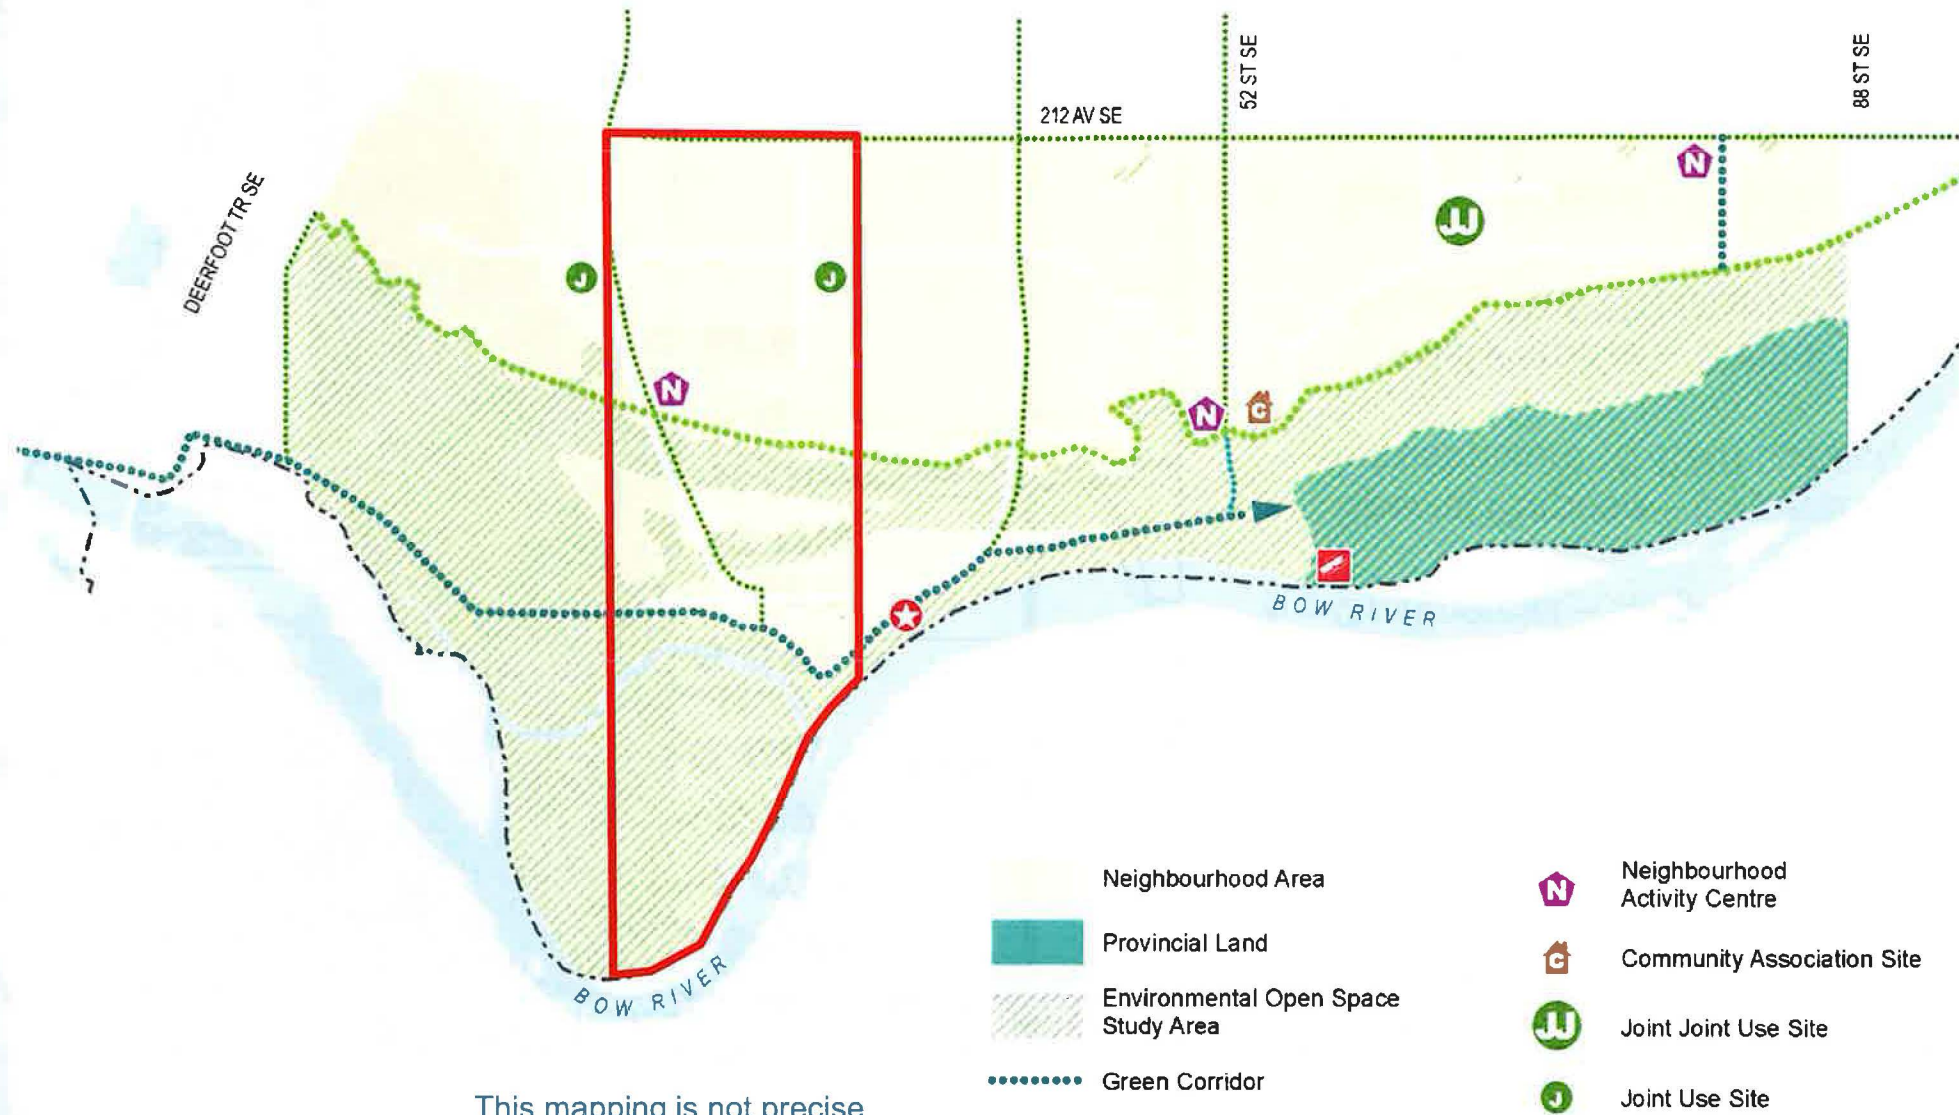 52 ST SE
88 ST SE
212 AV SE
DEERFOOT TR SE
N
JJ
J
J
N
N
C
BOW RIVER
BOW RIVER
Neighbourhood Area
Provincial Land
Environmental Open Space
Study Area
Green Corridor
N
Neighbourhood
Activity Centre
C
Community Association Site
JJ
Joint Joint Use Site
J
Joint Use Site
This mapping is not precise